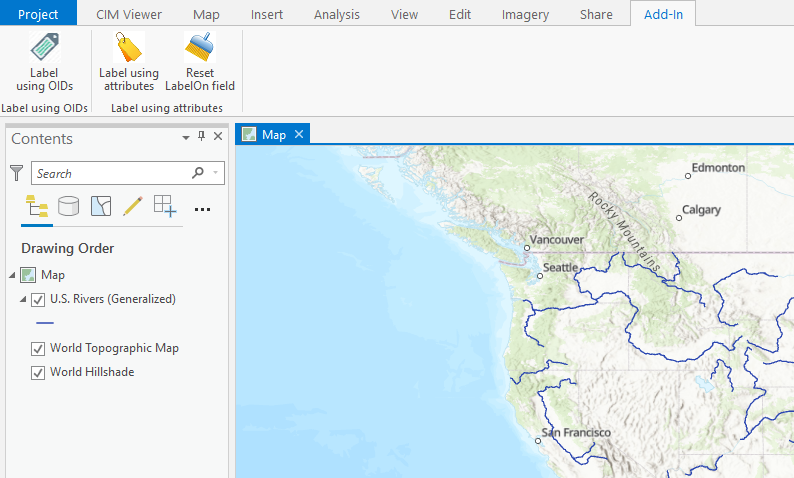 Project CIM Viewer Map Insert Analysis View Edit Imagery Share Add-In
Label
using OIDs
Label using
attributes
Reset
LabelOn field
Label using OIDs
Label using attributes
Contents
Map
Search
Drawing Order
Map
U.S. Rivers (Generalized)
World Topographic Map
World Hillshade
Edmonton
Calgary
Rocky Mountains
Vancouver
Seattle
San Francisco